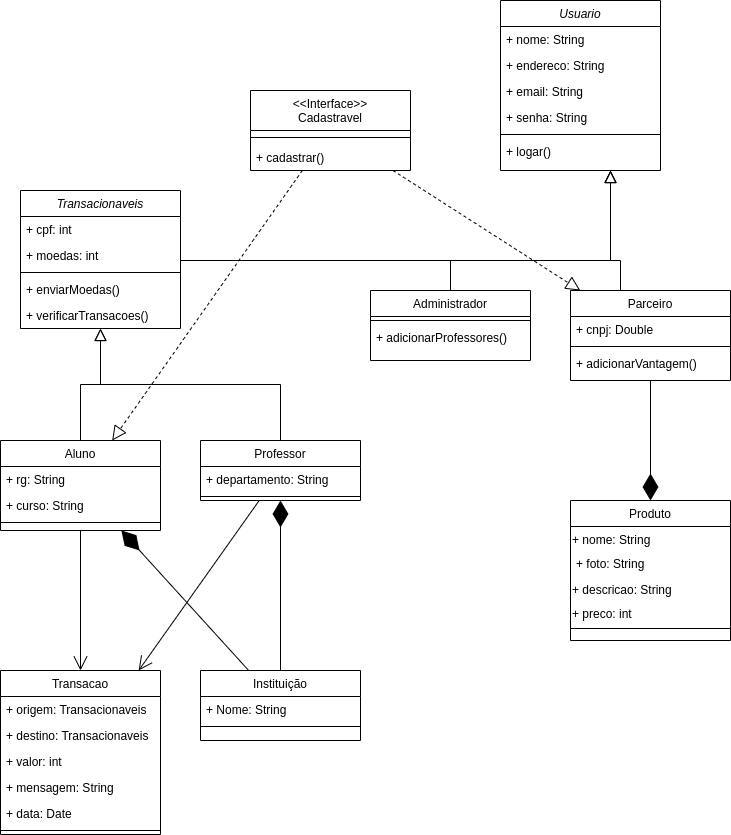 Usuario
+ nome: String
+ endereco: String
+ email: String
+ senha: String
+ logar()
<<Interface>>
Cadastravel
+ cadastrar()
Transacionaveis
+ cpf: int
+ moedas: int
+ enviarMoedas()
+ verificarTransacoes()
Administrador
+ adicionarProfessores()
Parceiro
+ cnpj: Double
+ adicionarVantagem()
Aluno
+ rg: String
+ curso: String
Professor
+ departamento: String
Produto
+ nome: String
+ foto: String
+ descricao: String
+ preco: int
Transacao
+ origem: Transacionaveis
+ destino: Transacionaveis
+ valor: int
+ mensagem: String
+ data: Date
Instituição
+ Nome: String